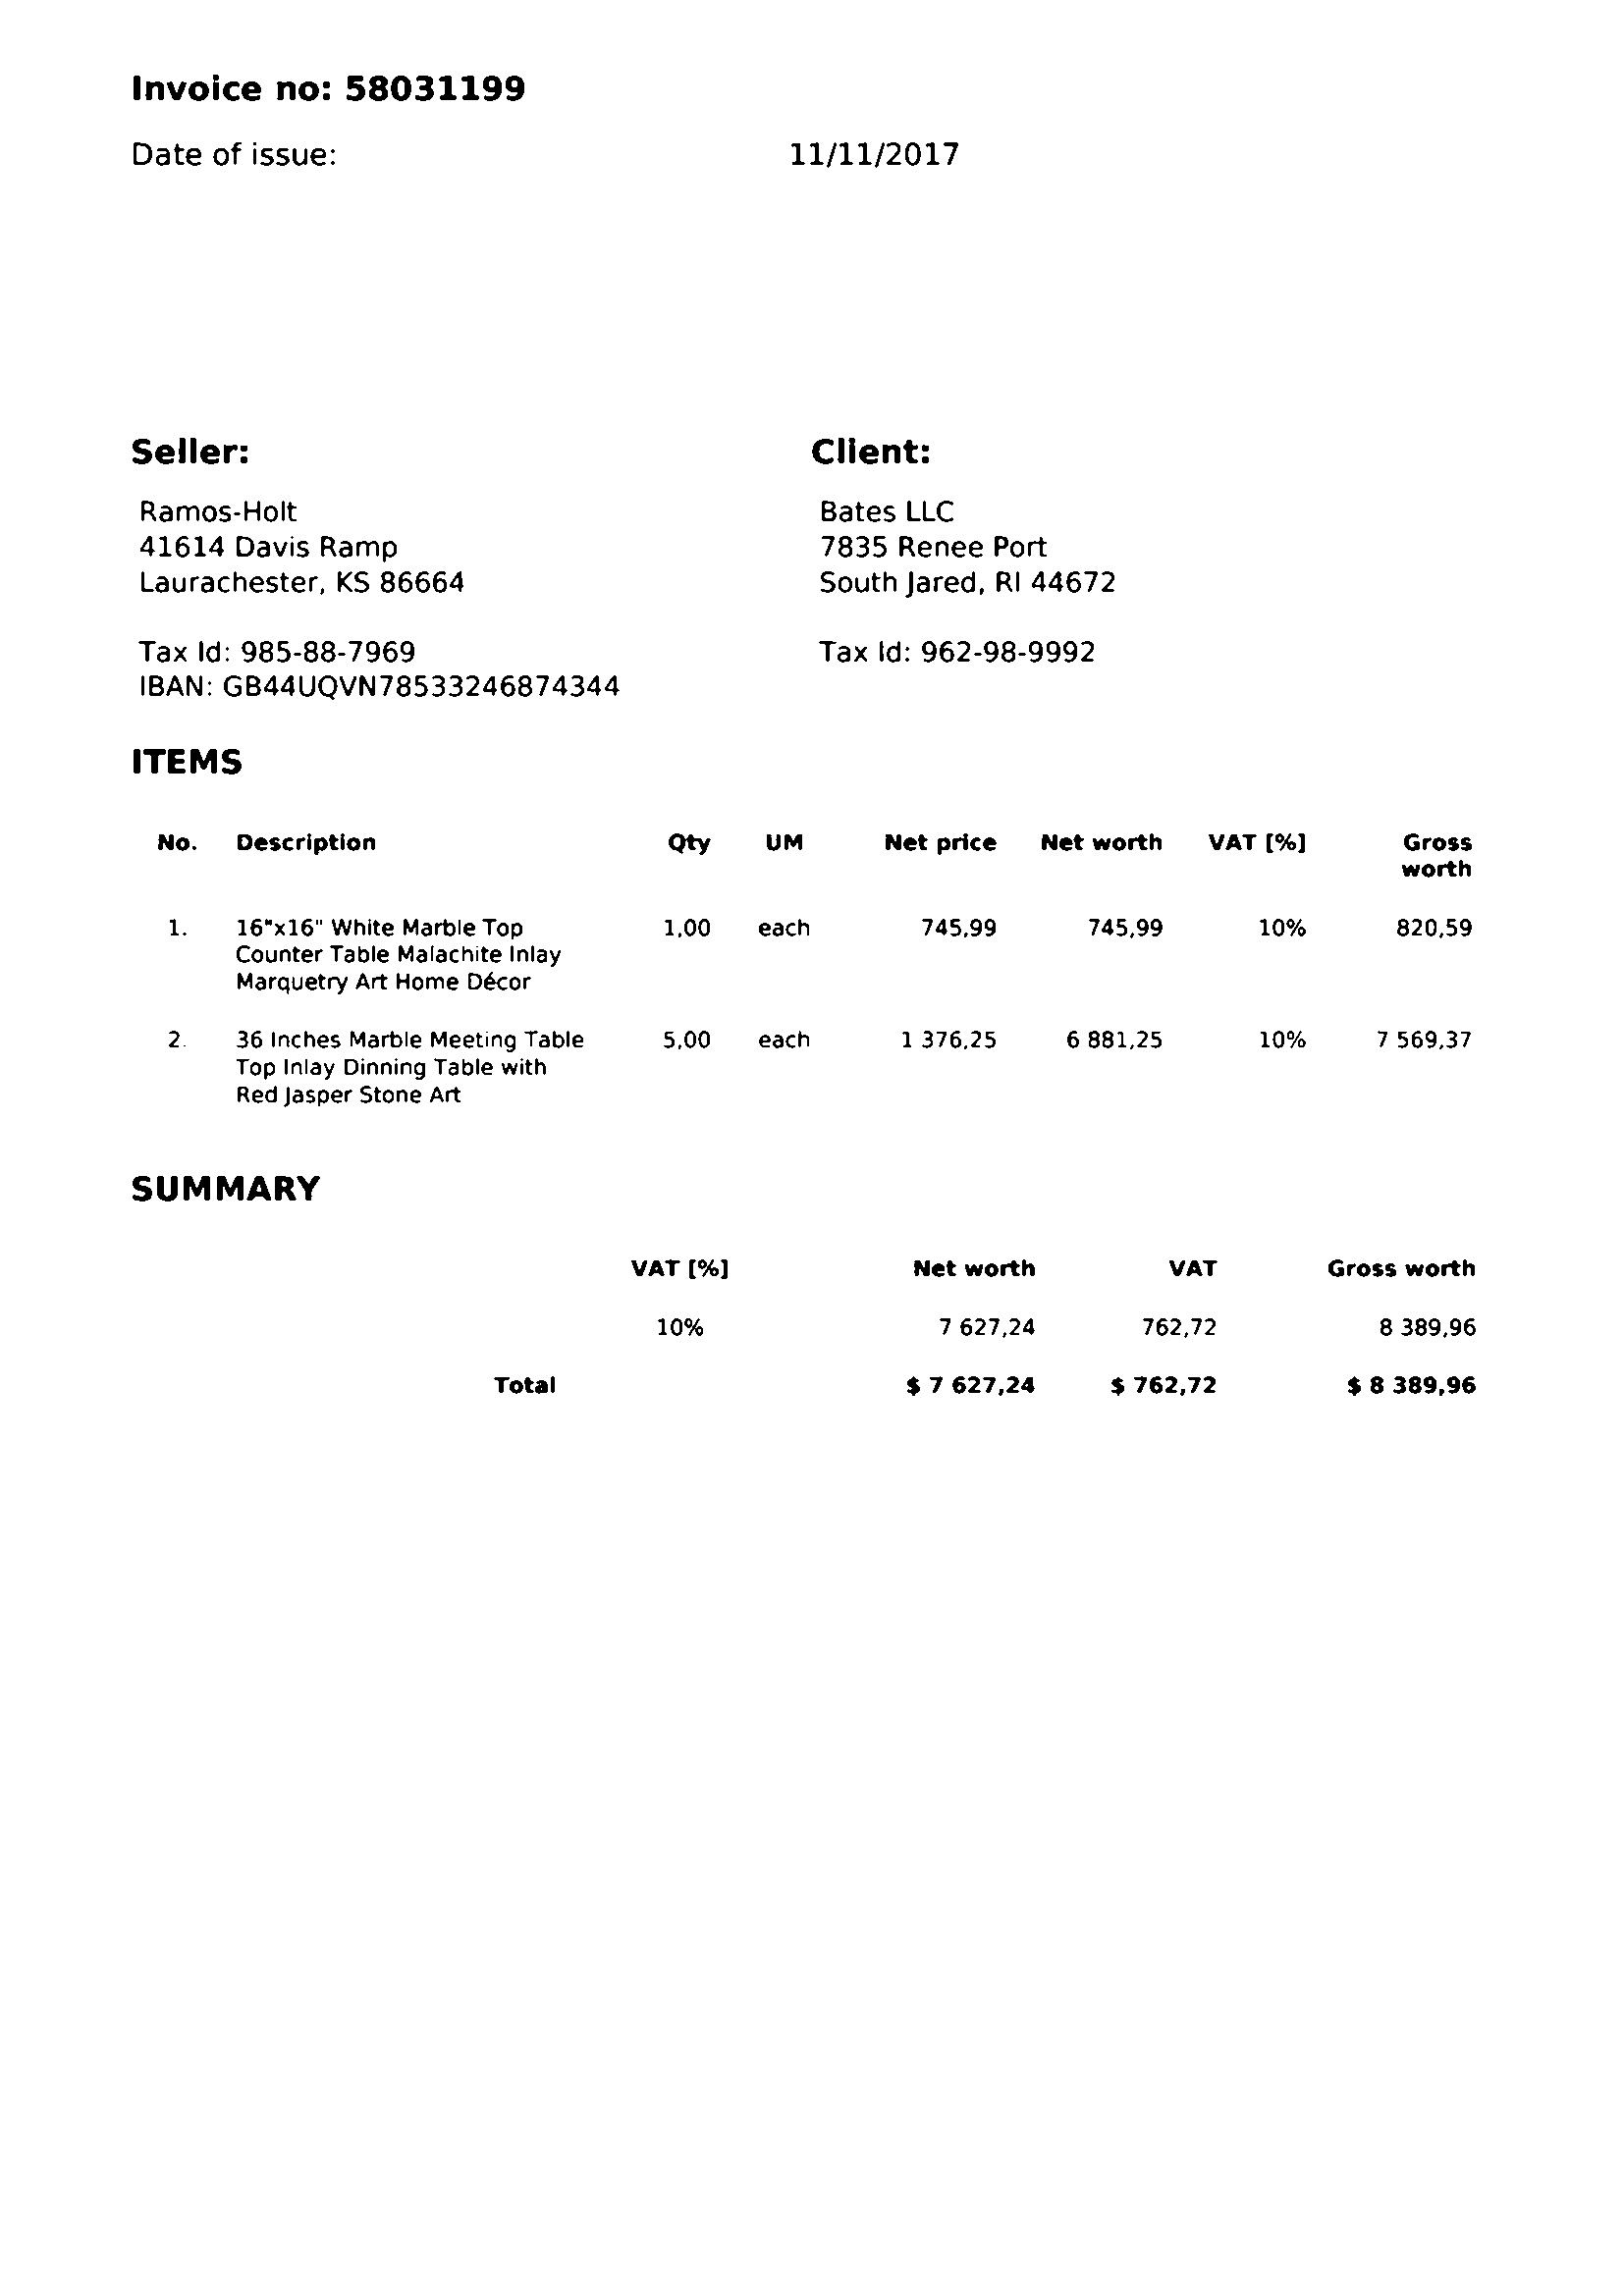 Invoice no: 58031199
Date of issue: 11/11/2017
Seller:
Ramos-Holt
41614 Davis Ramp
Laurachester, KS 86664
Tax Id: 985-88-7969
IBAN: GB44UQVN78533246874344
Client:
Bates LLC
7835 Renee Port
South Jared, RI 44672
Tax Id: 962-98-9992
ITEMS
No. Description Qty UM Net price Net worth VAT [%] Gross
worth
1. 16"x16" White Marble Top 1,00 each 745,99 745,99 10% 820,59
Counter Table Malachite Inlay
Marquetry Art Home Décor
2. 36 Inches Marble Meeting Table 5,00 each 1 376,25 6 881,25 10% 7 569,37
Top Inlay Dinning Table with
Red Jasper Stone Art
SUMMARY
VAT [%] Net worth VAT Gross worth
10% 7 627,24 762,72 8 389,96
Total $ 7 627,24 $ 762,72 $ 8 389,96